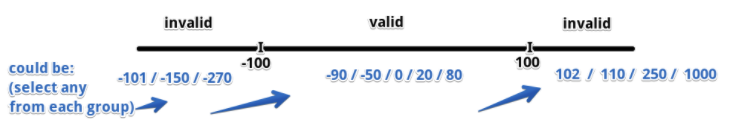 invalid valid invalid
-100 100
could be: -101 / -150 / -270 -90 / -50 / 0 / 20 / 80 102 / 110 / 250 / 1000
(select any
from each group)